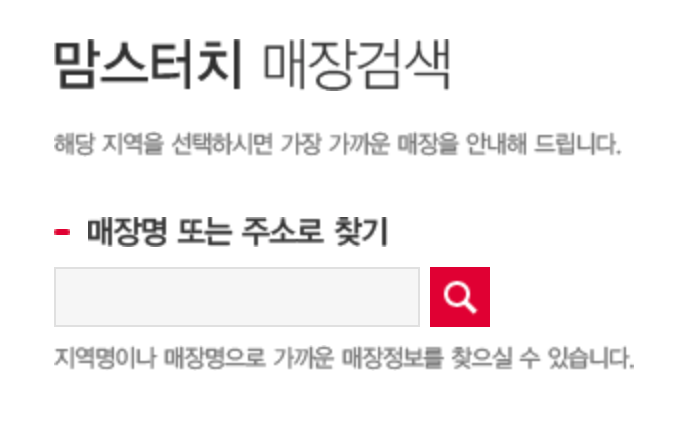 맘스터치 매장검색
해당 지역을 선택하시면 가장 가까운 매장을 안내해 드립니다.
매장명 또는 주소로 찾기
지역명이나 매장명으로 가까운 매장정보를 찾으실 수 있습니다.